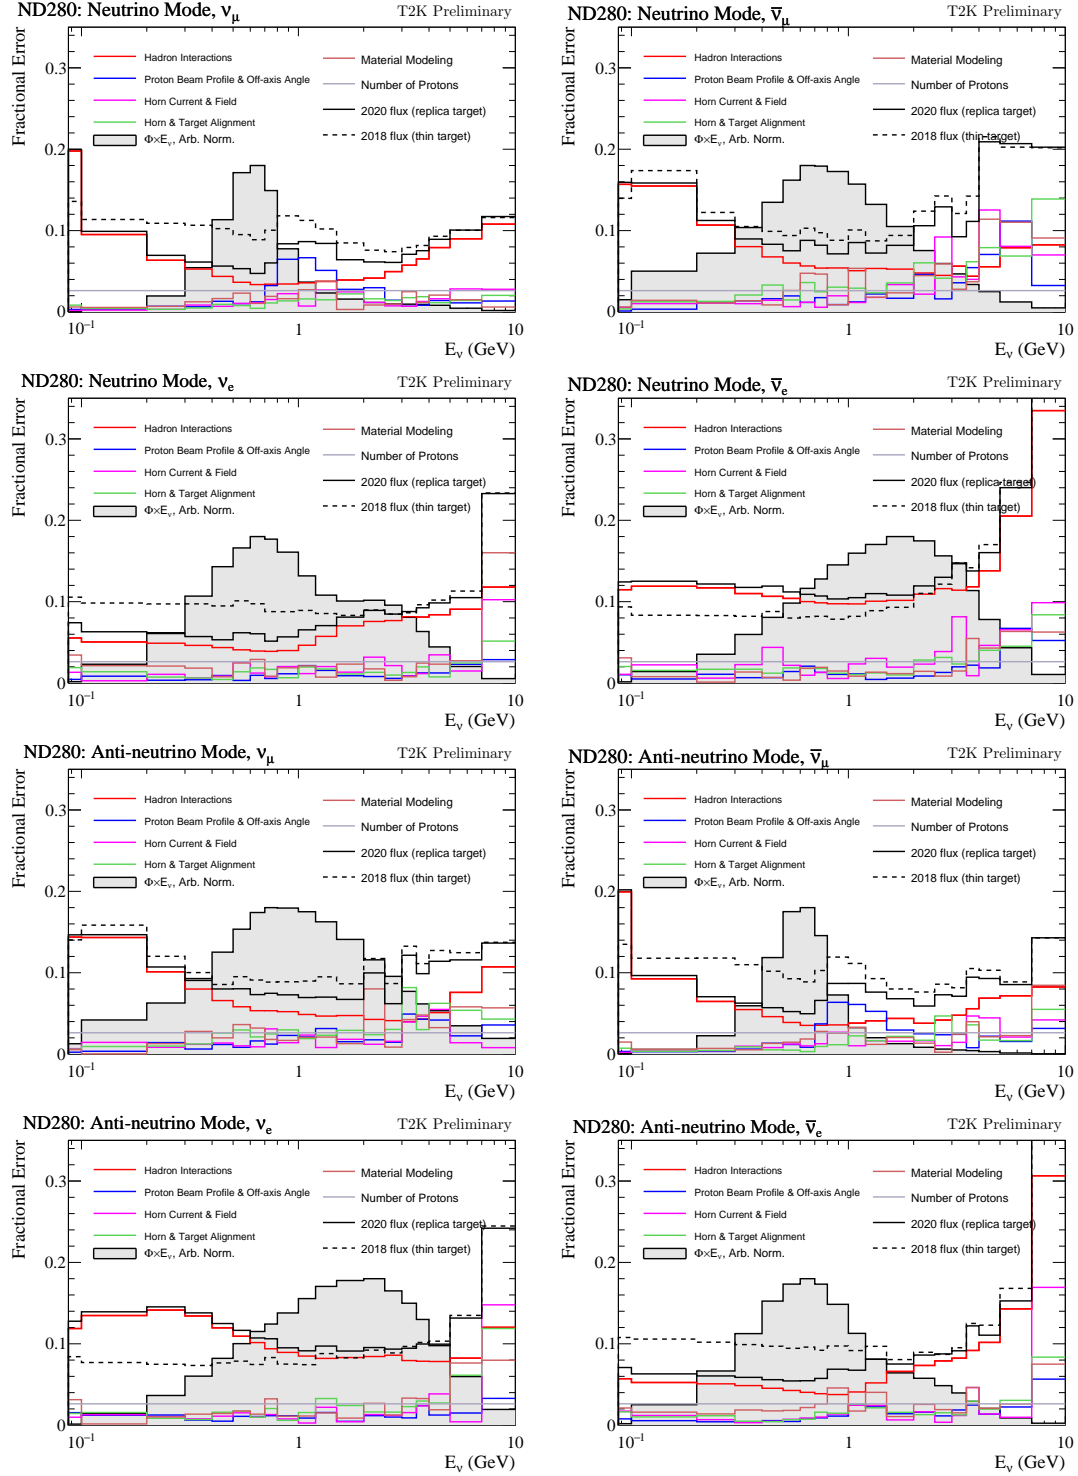 ND280: Neutrino Mode, νμ T2K Preliminary
Fractional Error
0.3
0.2
0.1
0
Hadron Interactions
Proton Beam Profile & Off-axis Angle
Horn Current & Field
Horn & Target Alignment
Φ×Eν, Arb. Norm.
Material Modeling
Number of Protons
2020 flux (replica target)
2018 flux (thin target)
10⁻¹ 1 10
Eν (GeV)
ND280: Neutrino Mode, ν̅μ T2K Preliminary
Fractional Error
0.3
0.2
0.1
0
Hadron Interactions
Proton Beam Profile & Off-axis Angle
Horn Current & Field
Horn & Target Alignment
Φ×Eν, Arb. Norm.
Material Modeling
Number of Protons
2020 flux (replica target)
2018 flux (thin target)
10⁻¹ 1 10
Eν (GeV)
ND280: Neutrino Mode, νe T2K Preliminary
Fractional Error
0.3
0.2
0.1
0
Hadron Interactions
Proton Beam Profile & Off-axis Angle
Horn Current & Field
Horn & Target Alignment
Φ×Eν, Arb. Norm.
Material Modeling
Number of Protons
2020 flux (replica target)
2018 flux (thin target)
10⁻¹ 1 10
Eν (GeV)
ND280: Neutrino Mode, ν̅e T2K Preliminary
Fractional Error
0.3
0.2
0.1
0
Hadron Interactions
Proton Beam Profile & Off-axis Angle
Horn Current & Field
Horn & Target Alignment
Φ×Eν, Arb. Norm.
Material Modeling
Number of Protons
2020 flux (replica target)
2018 flux (thin target)
10⁻¹ 1 10
Eν (GeV)
ND280: Anti-neutrino Mode, νμ T2K Preliminary
Fractional Error
0.3
0.2
0.1
0
Hadron Interactions
Proton Beam Profile & Off-axis Angle
Horn Current & Field
Horn & Target Alignment
Φ×Eν, Arb. Norm.
Material Modeling
Number of Protons
2020 flux (replica target)
2018 flux (thin target)
10⁻¹ 1 10
Eν (GeV)
ND280: Anti-neutrino Mode, ν̅μ T2K Preliminary
Fractional Error
0.3
0.2
0.1
0
Hadron Interactions
Proton Beam Profile & Off-axis Angle
Horn Current & Field
Horn & Target Alignment
Φ×Eν, Arb. Norm.
Material Modeling
Number of Protons
2020 flux (replica target)
2018 flux (thin target)
10⁻¹ 1 10
Eν (GeV)
ND280: Anti-neutrino Mode, νe T2K Preliminary
Fractional Error
0.3
0.2
0.1
0
Hadron Interactions
Proton Beam Profile & Off-axis Angle
Horn Current & Field
Horn & Target Alignment
Φ×Eν, Arb. Norm.
Material Modeling
Number of Protons
2020 flux (replica target)
2018 flux (thin target)
10⁻¹ 1 10
Eν (GeV)
ND280: Anti-neutrino Mode, ν̅e T2K Preliminary
Fractional Error
0.3
0.2
0.1
0
Hadron Interactions
Proton Beam Profile & Off-axis Angle
Horn Current & Field
Horn & Target Alignment
Φ×Eν, Arb. Norm.
Material Modeling
Number of Protons
2020 flux (replica target)
2018 flux (thin target)
10⁻¹ 1 10
Eν (GeV)